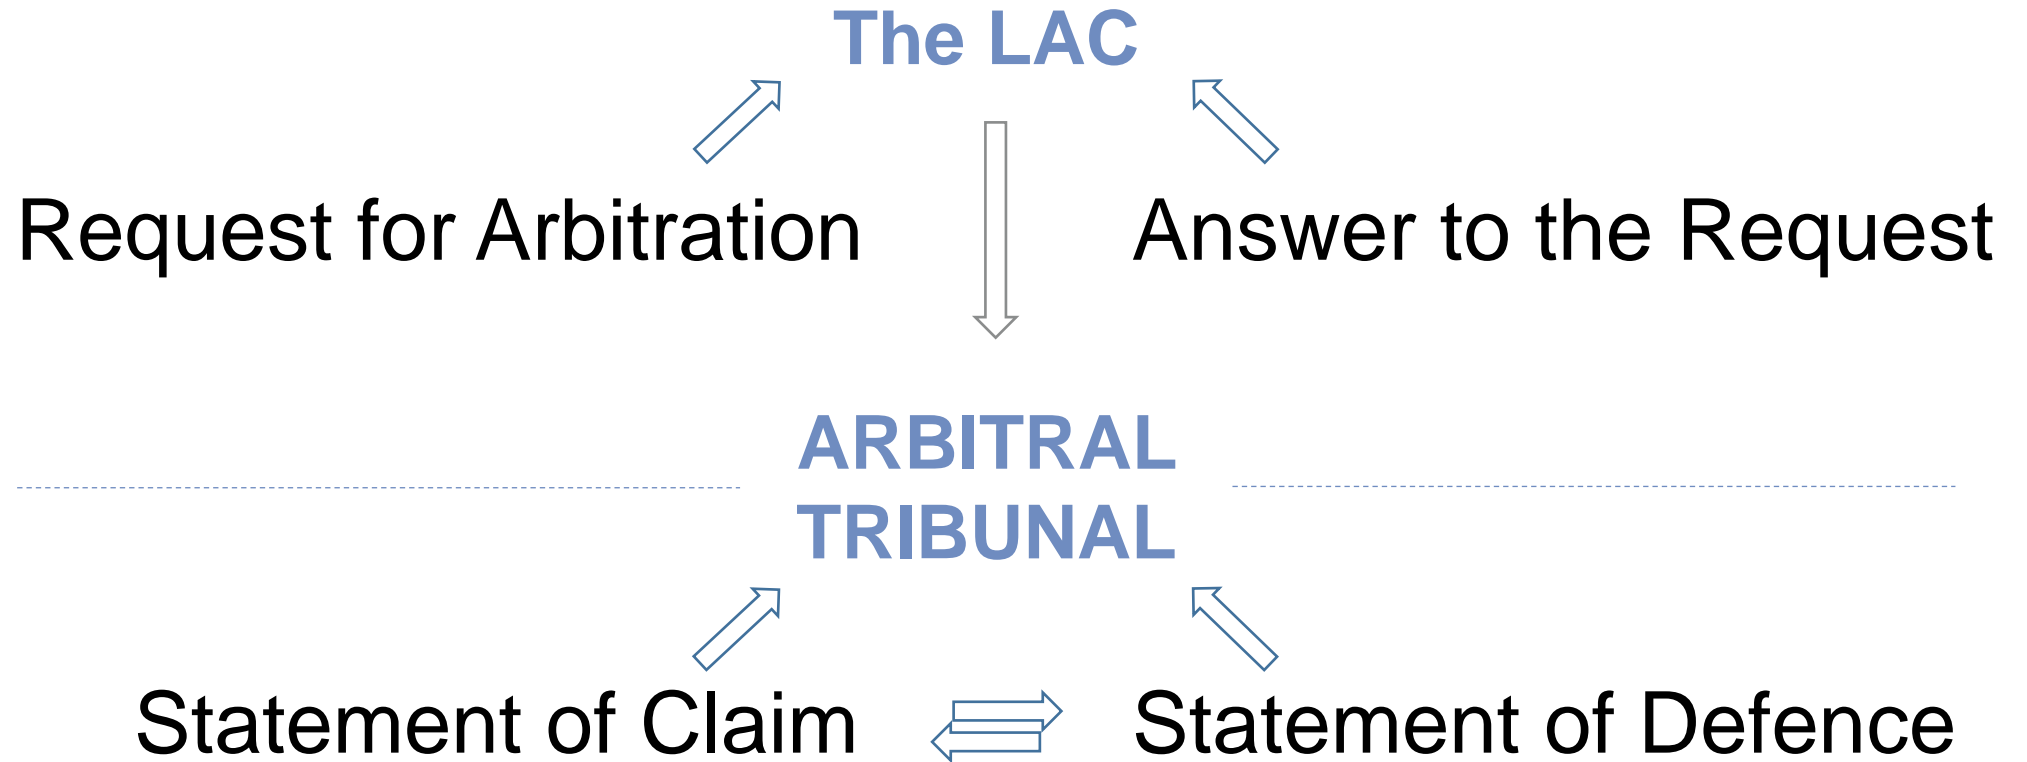 The LAC
Request for Arbitration
Answer to the Request
ARBITRAL
TRIBUNAL
Statement of Claim
Statement of Defence